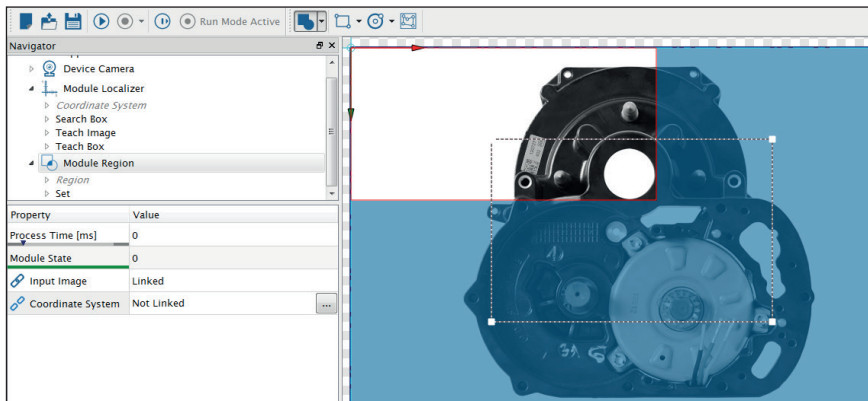 Run Mode Active
Navigator
Device Camera
Module Localizer
Coordinate System
Search Box
Teach Image
Teach Box
Module Region
Region
Set
Property Value
Process Time [ms] 0
Module State 0
Input Image Linked
Coordinate System Not Linked ...